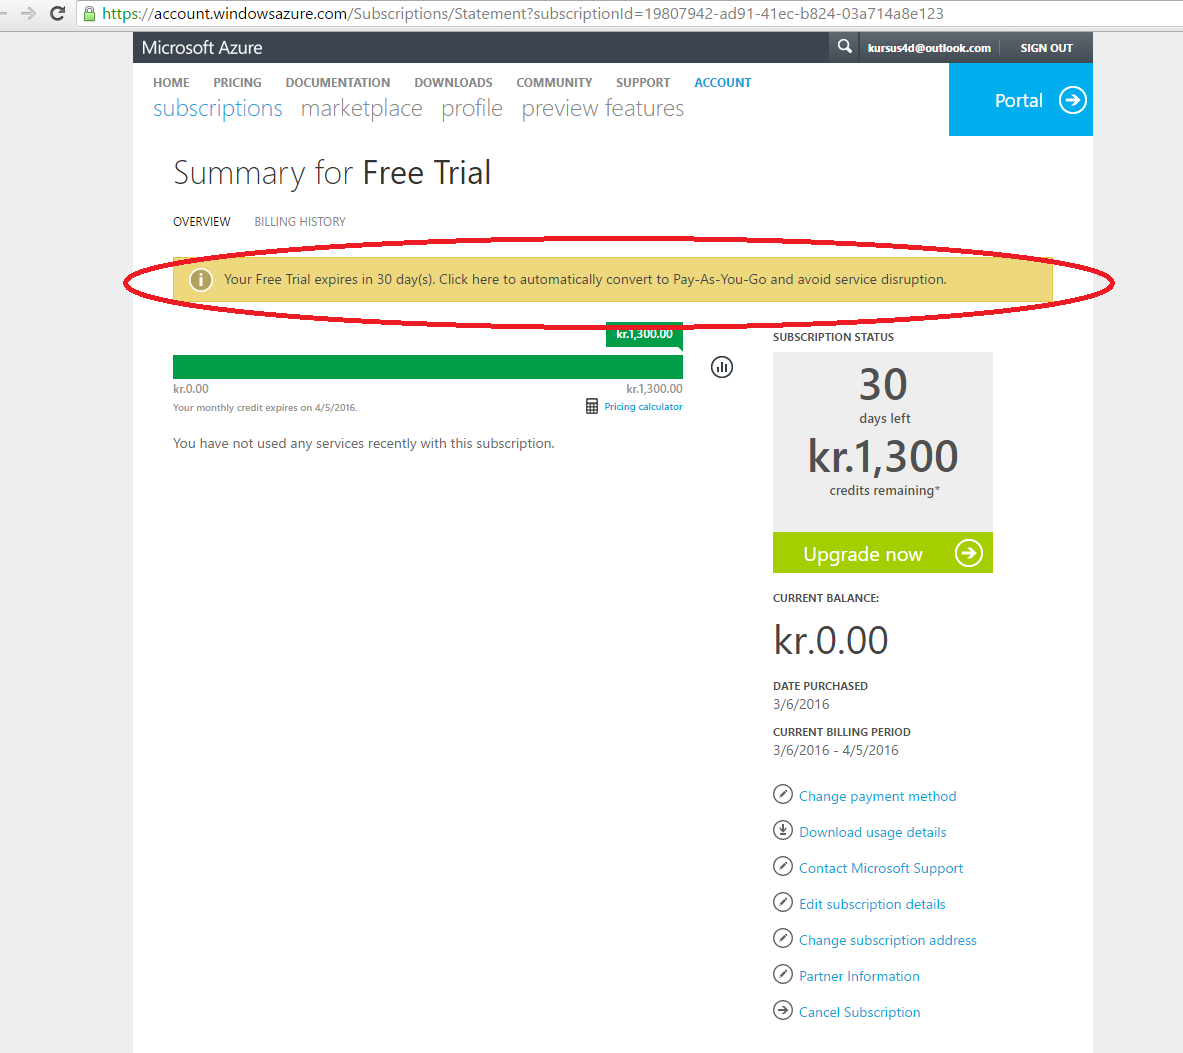 https://account.windowsazure.com/Subscriptions/Statement?subscriptionId=19807942-ad91-41ec-b824-03a714a8e123
Microsoft Azure
kursus4d@outlook.com
SIGN OUT
HOME PRICING DOCUMENTATION DOWNLOADS COMMUNITY SUPPORT ACCOUNT
subscriptions marketplace profile preview features
Portal
Summary for Free Trial
OVERVIEW BILLING HISTORY
Your Free Trial expires in 30 day(s). Click here to automatically convert to Pay-As-You-Go and avoid service disruption.
kr.1,300.00
kr.0.00 kr.1,300.00
Your monthly credit expires on 4/5/2016.
Pricing calculator
You have not used any services recently with this subscription.
SUBSCRIPTION STATUS
30
days left
kr.1,300
credits remaining*
Upgrade now
CURRENT BALANCE:
kr.0.00
DATE PURCHASED
3/6/2016
CURRENT BILLING PERIOD
3/6/2016 - 4/5/2016
Change payment method
Download usage details
Contact Microsoft Support
Edit subscription details
Change subscription address
Partner Information
Cancel Subscription